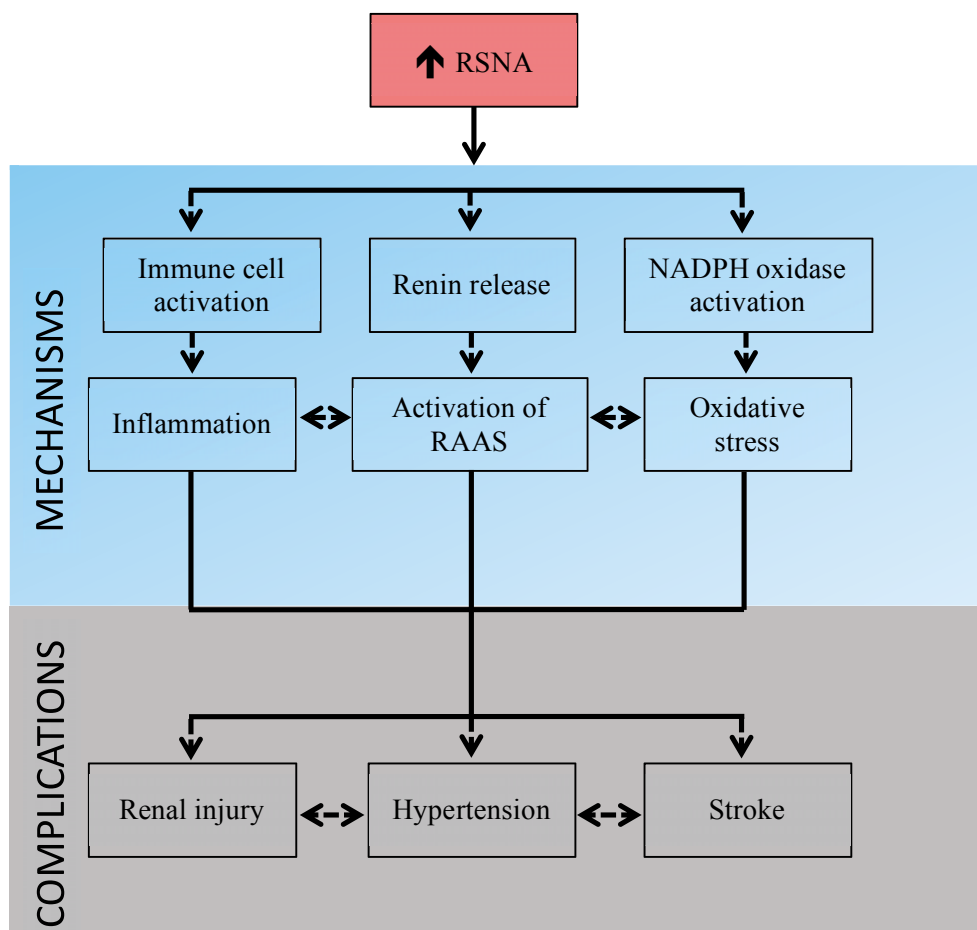 ↑ RSNA
MECHANISMS
Immune cell
activation
Renin release
NADPH oxidase
activation
Inflammation
Activation of
RAAS
Oxidative
stress
COMPLICATIONS
Renal injury
Hypertension
Stroke